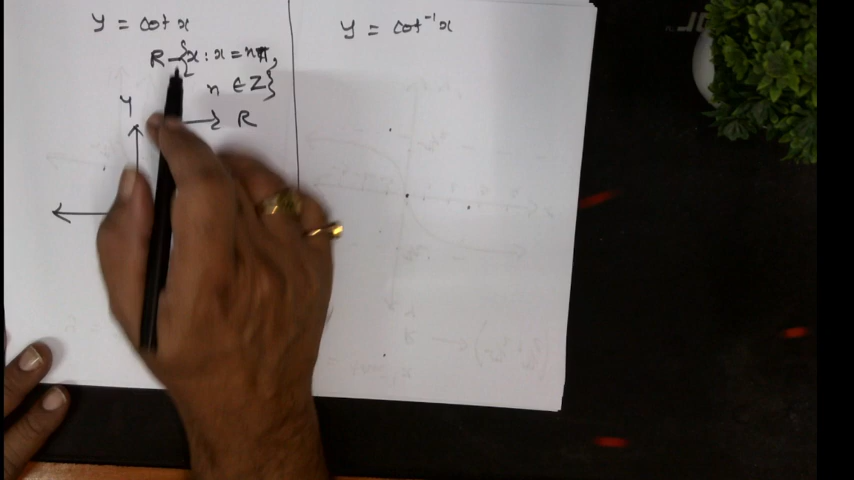 y = cot x
R - {x : x = nπ,
n ∈ Z}
→ R
Y
y = cot⁻¹ x